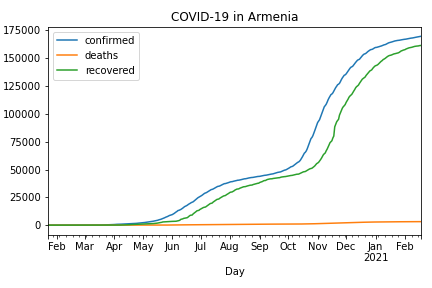 COVID-19 in Armenia
confirmed
deaths
recovered
175000
150000
125000
100000
75000
50000
25000
0
Feb Mar Apr May Jun Jul Aug Sep Oct Nov Dec Jan Feb
2021
Day